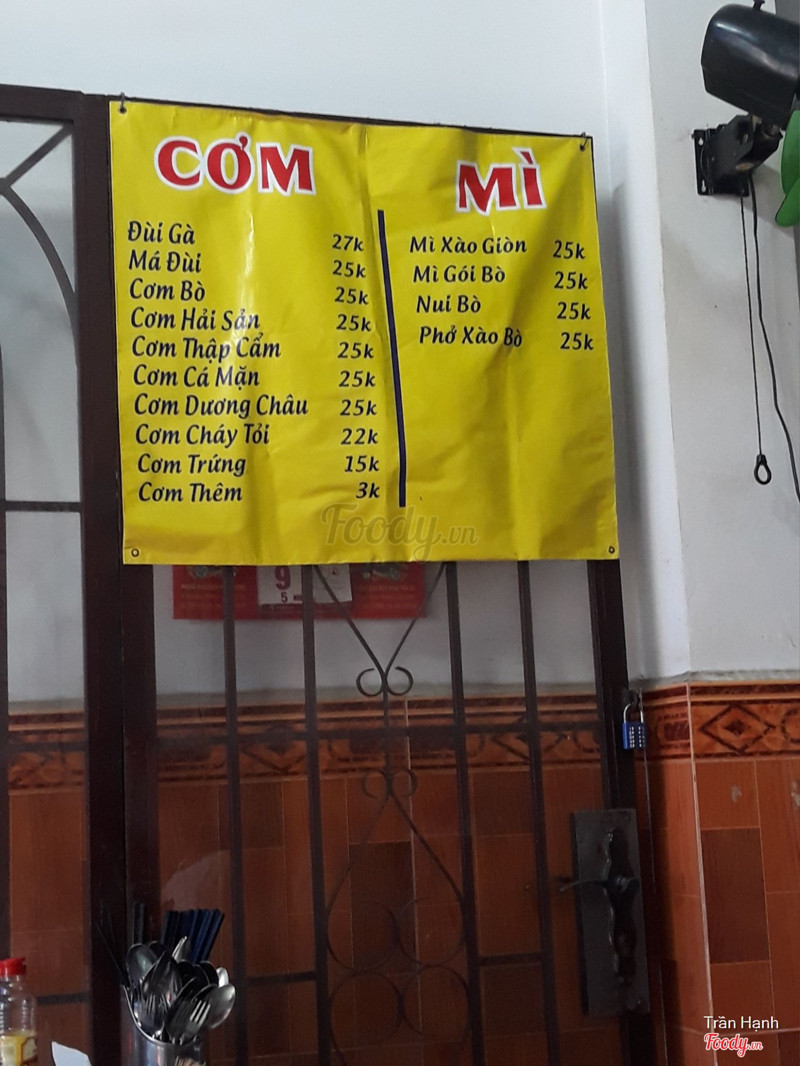 CƠM
Đùi Gà 27k
Má Đùi 25k
Cơm Bò 25k
Cơm Hải Sản 25k
Cơm Thập Cẩm 25k
Cơm Cá Mặn 25k
Cơm Dương Châu 25k
Cơm Cháy Tỏi 22k
Cơm Trứng 15k
Cơm Thêm 3k
MÌ
Mì Xào Giòn 25k
Mì Gói Bò 25k
Nui Bò 25k
Phở Xào Bò 25k
Foody.vn
9
5
Trần Hạnh
Foody.vn